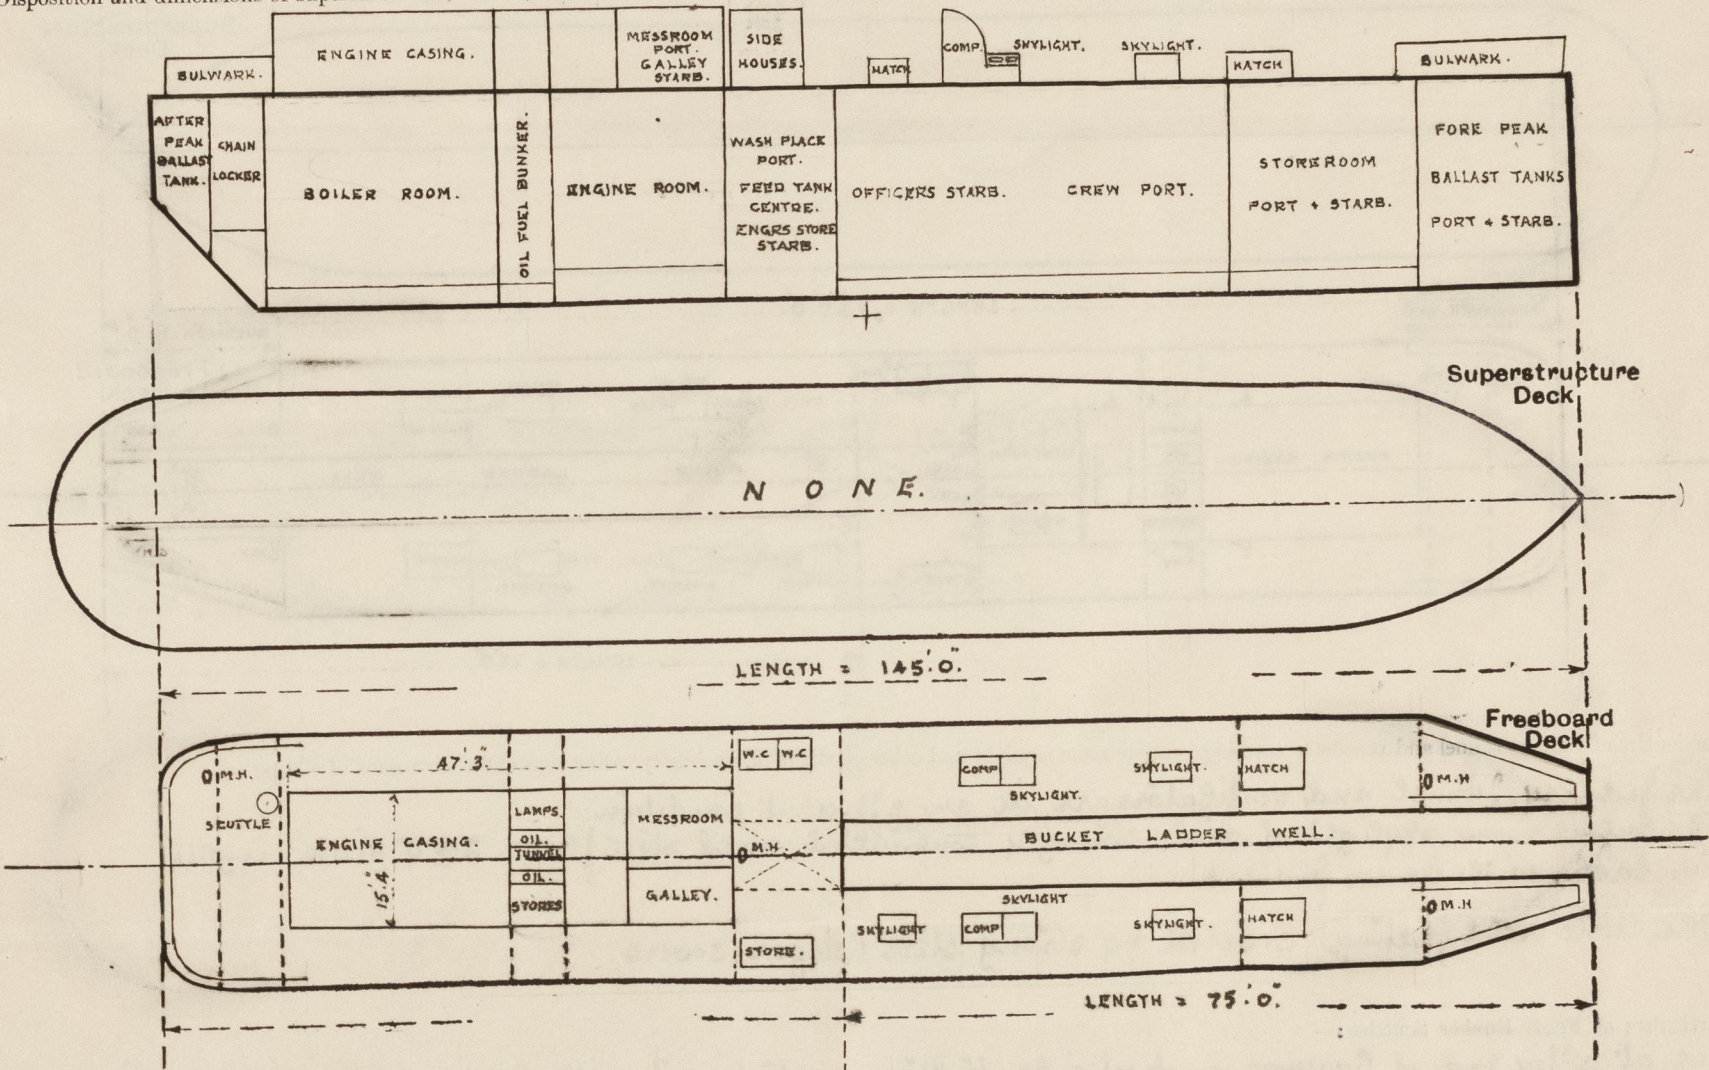 Disposition and dimensions of
BULWARK.
ENGINE CASING.
MESSROOM
PORT.
GALLEY
STARB.
SIDE
HOUSES.
HATCH
COMP.
SKYLIGHT.
SKYLIGHT.
HATCH
BULWARK.
AFTER
PEAK
BALLAST
TANK.
CHAIN
LOCKER
BOILER ROOM.
OIL FUEL BUNKER.
ENGINE ROOM.
WASH PLACE
PORT.
FEED TANK
CENTRE.
ENGRS STORE
STARB.
OFFICERS STARB.
CREW PORT.
STOREROOM
PORT & STARB.
FORE PEAK
BALLAST TANKS
PORT & STARB.
Superstructure
Deck
NONE.
LENGTH = 145'.0".
Freeboard
Deck
M.H.
SCUTTLE
47'.3"
ENGINE CASING.
15'.4"
LAMPS.
OIL.
TUNNEL
OIL.
STORES
MESSROOM
GALLEY.
W.C W.C
M.H.
STORE.
COMP
SKYLIGHT.
SKYLIGHT.
HATCH
M.H
BUCKET LADDER WELL.
SKYLIGHT
SKYLIGHT
COMP
SKYLIGHT.
HATCH
M.H
LENGTH = 75'.0".